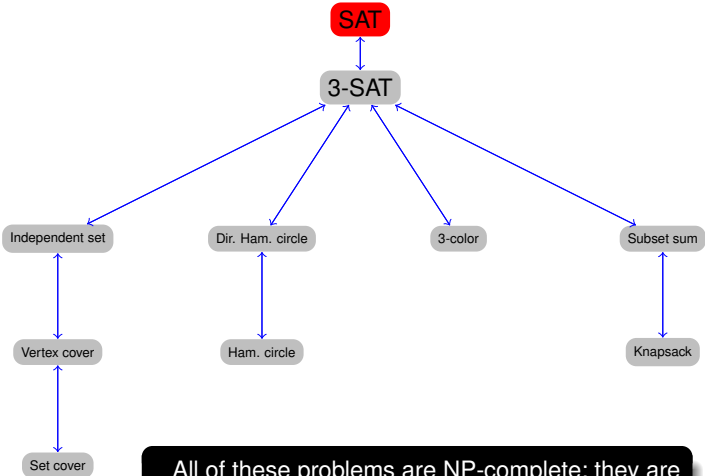 SAT
3-SAT
Independent set
Dir. Ham. circle
3-color
Subset sum
Vertex cover
Ham. circle
Knapsack
Set cover
All of these problems are NP-complete; they are